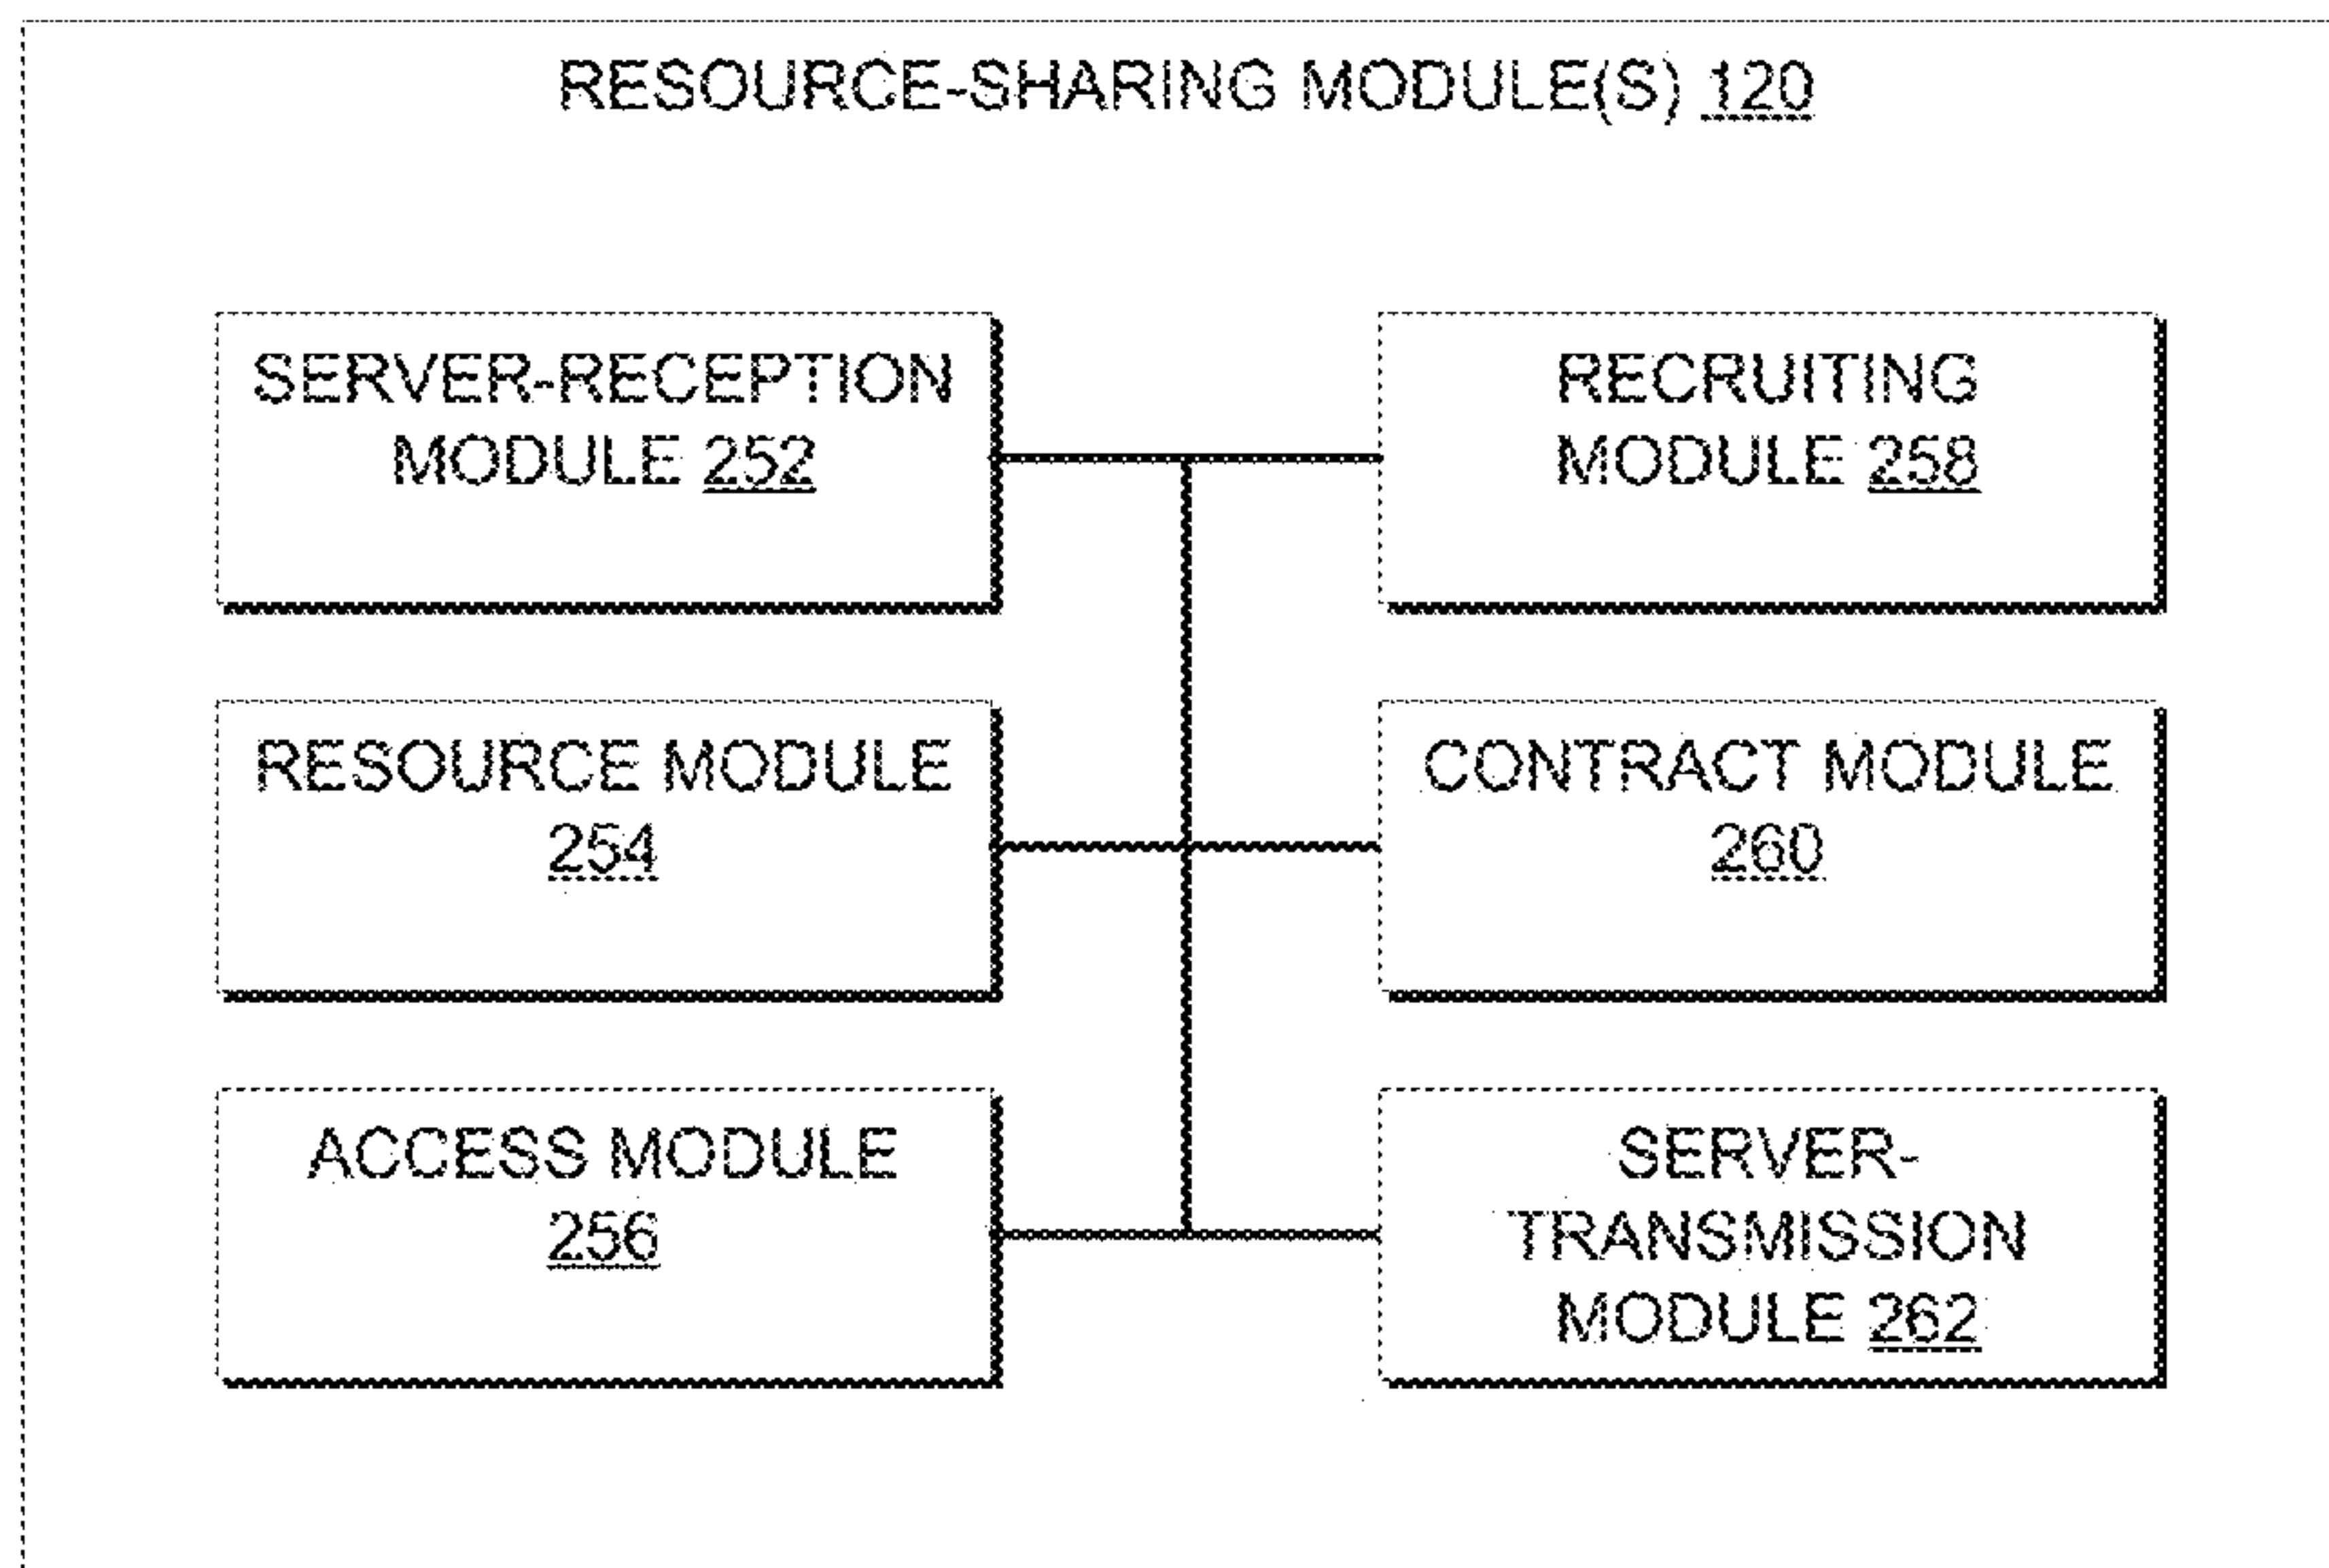 RESOURCE-SHARING MODULE(S) 120
SERVER-RECEPTION
MODULE 252
RECRUITING
MODULE 258
RESOURCE MODULE
254
CONTRACT MODULE
260
ACCESS MODULE
256
SERVER-
TRANSMISSION
MODULE 262